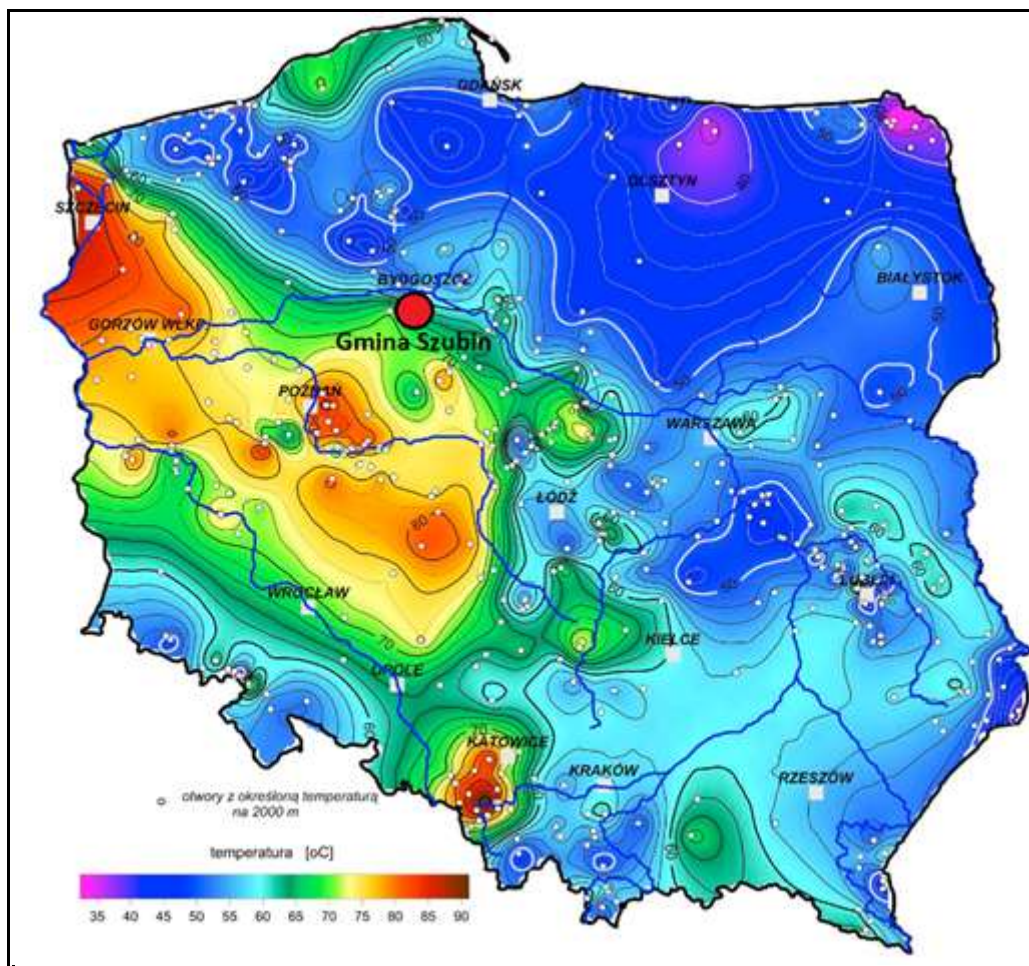 GDAŃSK
OLSZTYN
SZCZECIN
BIAŁYSTOK
BYDGOSZCZ
Gmina Szubin
GORZÓW WLKP
POZNAŃ
WARSZAWA
ŁÓDŹ
LUBLIN
WROCŁAW
KIELCE
OPOLE
KATOWICE
KRAKÓW
RZESZÓW
otwory z określoną temperaturą
na 2000 m
temperatura [oC]
35 40 45 50 55 60 65 70 75 80 85 90